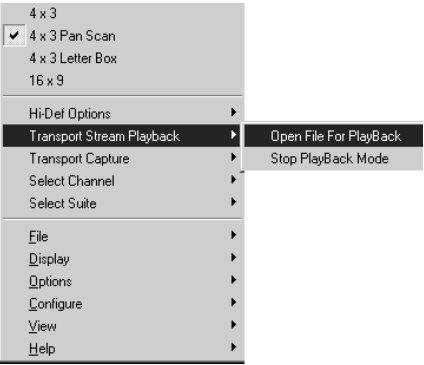 4 x 3
4 x 3 Pan Scan
4 x 3 Letter Box
16 x 9
Hi-Def Options
Transport Stream Playback
Open File For PlayBack
Transport Capture
Stop PlayBack Mode
Select Channel
Select Suite
File
Display
Options
Configure
View
Help